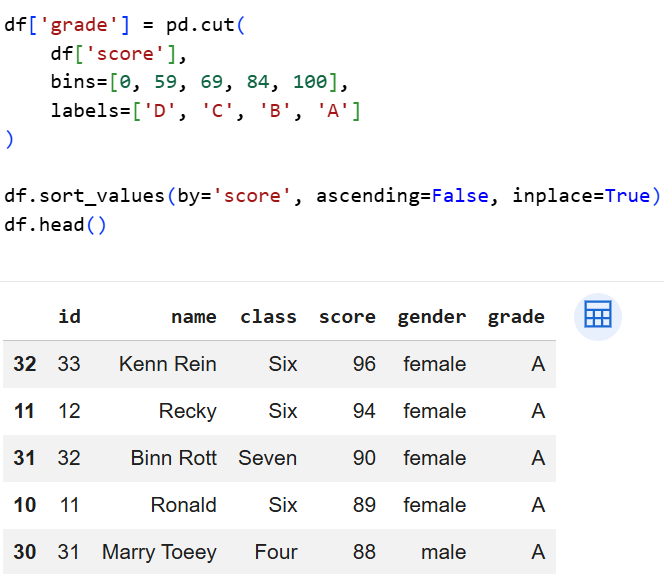 df['grade'] = pd.cut(
    df['score'],
    bins=[0, 59, 69, 84, 100],
    labels=['D', 'C', 'B', 'A']
)
df.sort_values(by='score', ascending=False, inplace=True)
df.head()
id name class score gender grade
32 33 Kenn Rein Six 96 female A
11 12 Recky Six 94 female A
31 32 Binn Rott Seven 90 female A
10 11 Ronald Six 89 female A
30 31 Marry Toeey Four 88 male A